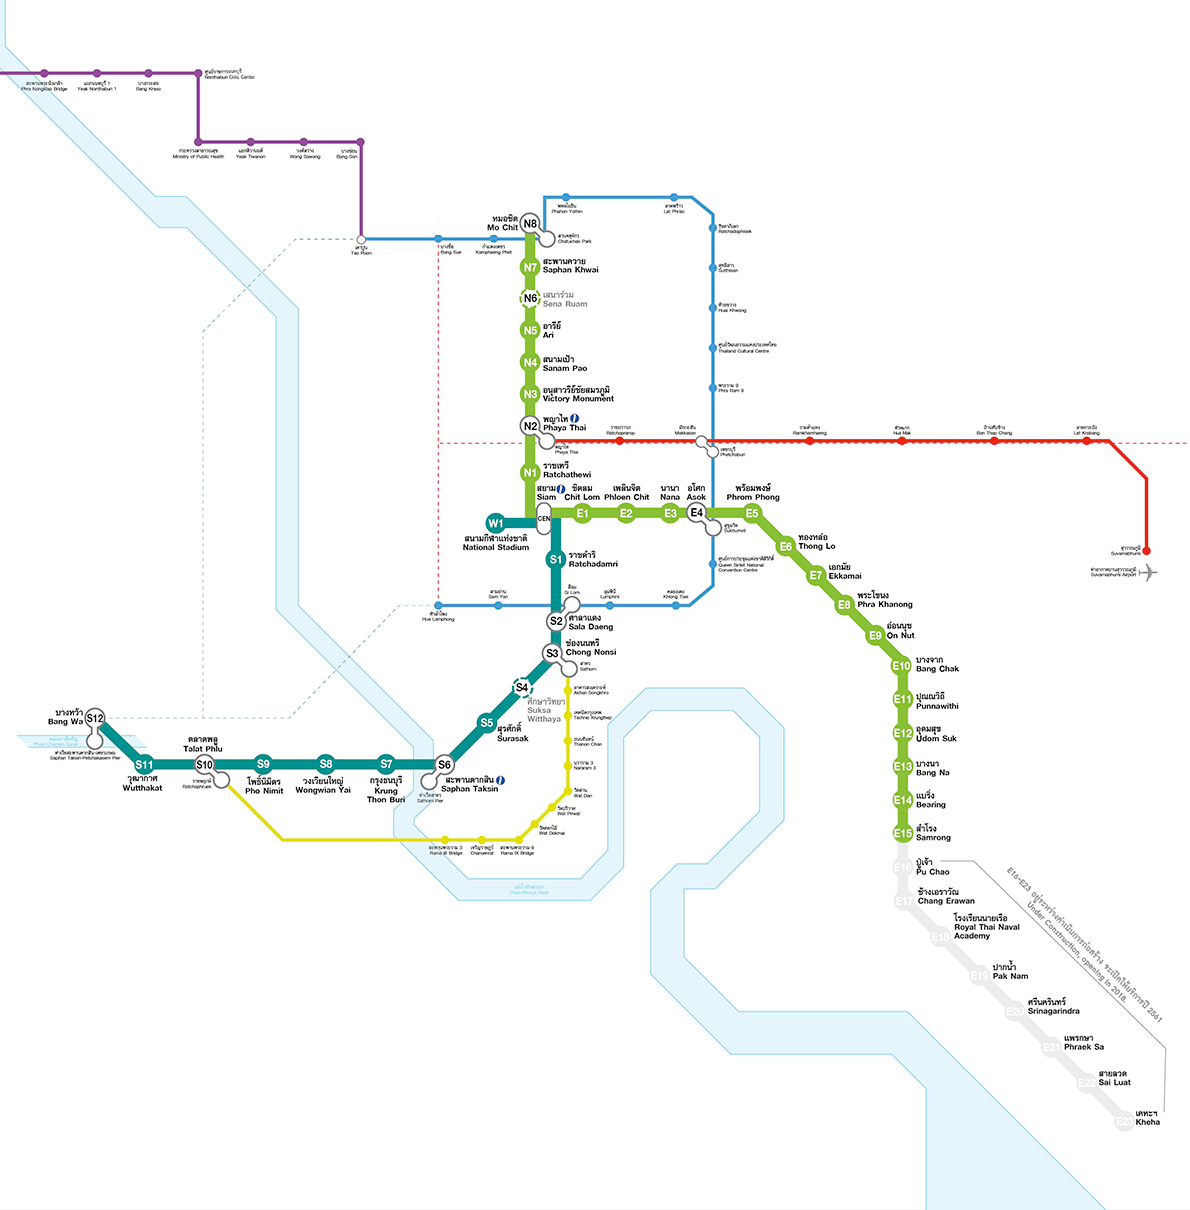 ศูนย์ราชการนนทบุรี
Nonthaburi Civic Center
สะพานพระนั่งเกล้า
Phra Nangklao Bridge
แยกนนทบุรี 1
Yaek Nonthaburi 1
บางกระสอ
Bang Kraso
กระทรวงสาธารณสุข
Ministry of Public Health
แยกติวานนท์
Yaek Tiwanon
วงศ์สว่าง
Wong Sawang
บางซ่อน
Bang Son
เตาปูน
Tao Poon
บางซื่อ
Bang Sue
กำแพงเพชร
Kamphaeng Phet
สวนจตุจักร
Chatuchak Park
พหลโยธิน
Phahon Yothin
ลาดพร้าว
Lat Phrao
รัชดาภิเษก
Ratchadaphisek
สุทธิสาร
Sutthisan
ห้วยขวาง
Huai Khwang
ศูนย์วัฒนธรรมแห่งประเทศไทย
Thailand Cultural Centre
พระราม 9
Phra Ram 9
เพชรบุรี
Phetchaburi
สุขุมวิท
Sukhumvit
ศูนย์การประชุมแห่งชาติสิริกิติ์
Queen Sirikit National
Convention Centre
คลองเตย
Khlong Toei
ลุมพินี
Lumphini
สีลม
Si Lom
สามย่าน
Sam Yan
หัวลำโพง
Hua Lamphong
N8
หมอชิต
Mo Chit
N7
สะพานควาย
Saphan Khwai
N6
เสนาร่วม
Sena Ruam
N5
อารีย์
Ari
N4
สนามเป้า
Sanam Pao
N3
อนุสาวรีย์ชัยสมรภูมิ
Victory Monument
N2
พญาไท
Phaya Thai
พญาไท
Phaya Thai
ราชปรารภ
Ratchaprarop
มักกะสัน
Makkasan
รามคำแหง
Ramkhamhaeng
หัวหมาก
Hua Mak
บ้านทับช้าง
Ban Thap Chang
ลาดกระบัง
Lat Krabang
สุวรรณภูมิ
Suvarnabhumi
ท่าอากาศยานสุวรรณภูมิ
Suvarnabhumi Airport
N1
ราชเทวี
Ratchathewi
CEN
สยาม
Siam
W1
สนามกีฬาแห่งชาติ
National Stadium
E1
ชิดลม
Chit Lom
E2
เพลินจิต
Phloen Chit
E3
นานา
Nana
E4
อโศก
Asok
E5
พร้อมพงษ์
Phrom Phong
E6
ทองหล่อ
Thong Lo
E7
เอกมัย
Ekkamai
E8
พระโขนง
Phra Khanong
E9
อ่อนนุช
On Nut
E10
บางจาก
Bang Chak
E11
ปุณณวิถี
Punnawithi
E12
อุดมสุข
Udom Suk
E13
บางนา
Bang Na
E14
แบริ่ง
Bearing
E15
สำโรง
Samrong
E16
ปู่เจ้า
Pu Chao
E17
ช้างเอราวัณ
Chang Erawan
E18
โรงเรียนนายเรือ
Royal Thai Naval
Academy
E19
ปากน้ำ
Pak Nam
E20
ศรีนครินทร์
Srinagarindra
E21
แพรกษา
Phraek Sa
E22
สายลวด
Sai Luat
E23
เคหะฯ
Kheha
E16-E23 อยู่ระหว่างดำเนินการก่อสร้าง จะเปิดให้บริการปี 2561
Under Construction, opening in 2018.
S1
ราชดำริ
Ratchadamri
S2
ศาลาแดง
Sala Daeng
S3
ช่องนนทรี
Chong Nonsi
S4
ศึกษาวิทยา
Suksa
Witthaya
S5
สุรศักดิ์
Surasak
S6
สะพานตากสิน
Saphan Taksin
ท่าเรือสาทร
Sathorn Pier
S7
กรุงธนบุรี
Krung
Thon Buri
S8
วงเวียนใหญ่
Wongwian Yai
S9
โพธิ์นิมิตร
Pho Nimit
S10
ตลาดพลู
Talat Phlu
ราชพฤกษ์
Ratchaphruek
S11
วุฒากาศ
Wutthakat
S12
บางหว้า
Bang Wa
คลองภาษีเจริญ
Phasi Charoen Canal
ท่าเรือสะพานตากสิน-เพชรเกษม
Saphan Taksin-Petchakasem Pier
สาทร
Sathorn
อาคารสงเคราะห์
Akhan Songkhro
เทคนิคกรุงเทพ
Technic Krungthep
ถนนจันทน์
Thanon Chan
นราราม 3
Nararam 3
วัดด่าน
Wat Dan
วัดปริวาส
Wat Priwat
วัดดอกไม้
Wat Dokmai
สะพานพระราม 9
Rama IX Bridge
เจริญราษฎร์
Charoenrat
สะพานพระราม 3
Rama III Bridge
แม่น้ำเจ้าพระยา
Chao Phraya River